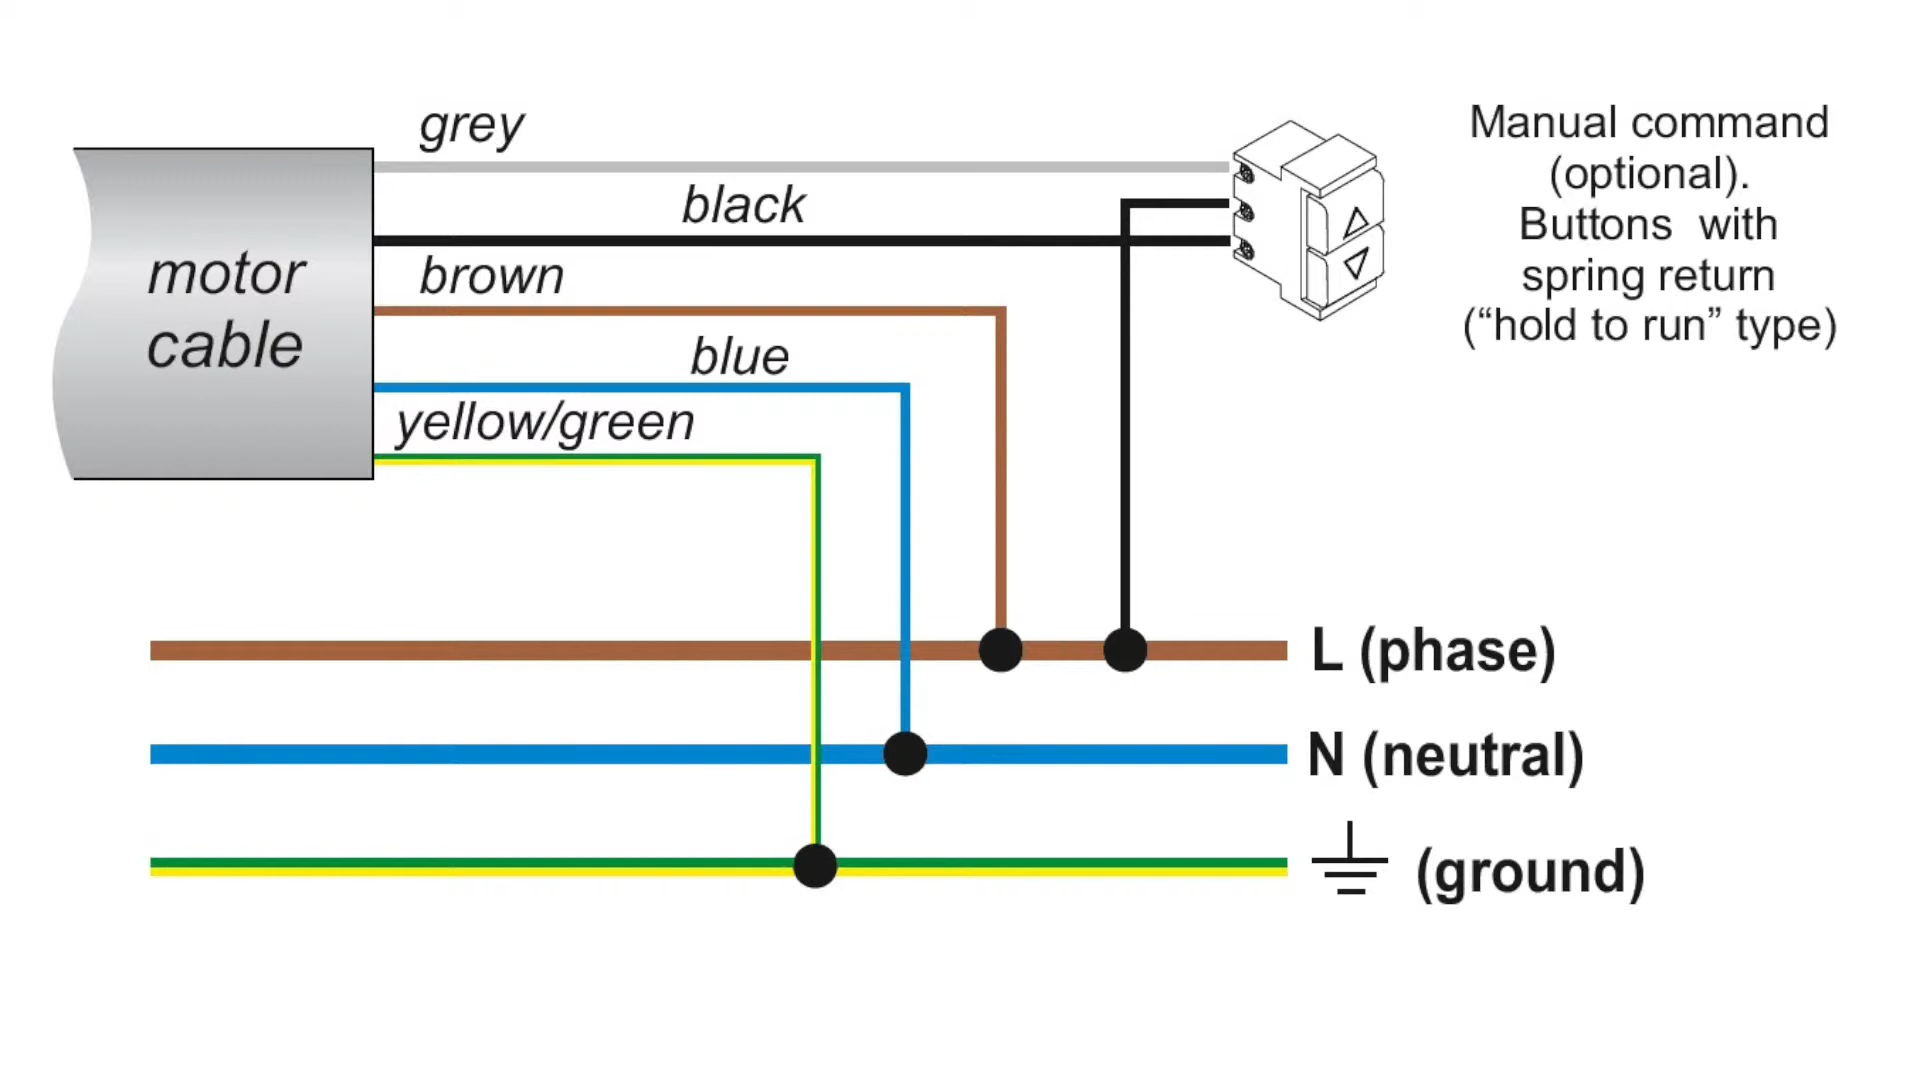 grey
black
brown
blue
yellow/green
motor
cable
Manual command
(optional).
Buttons with
spring return
(“hold to run” type)
L (phase)
N (neutral)
(ground)